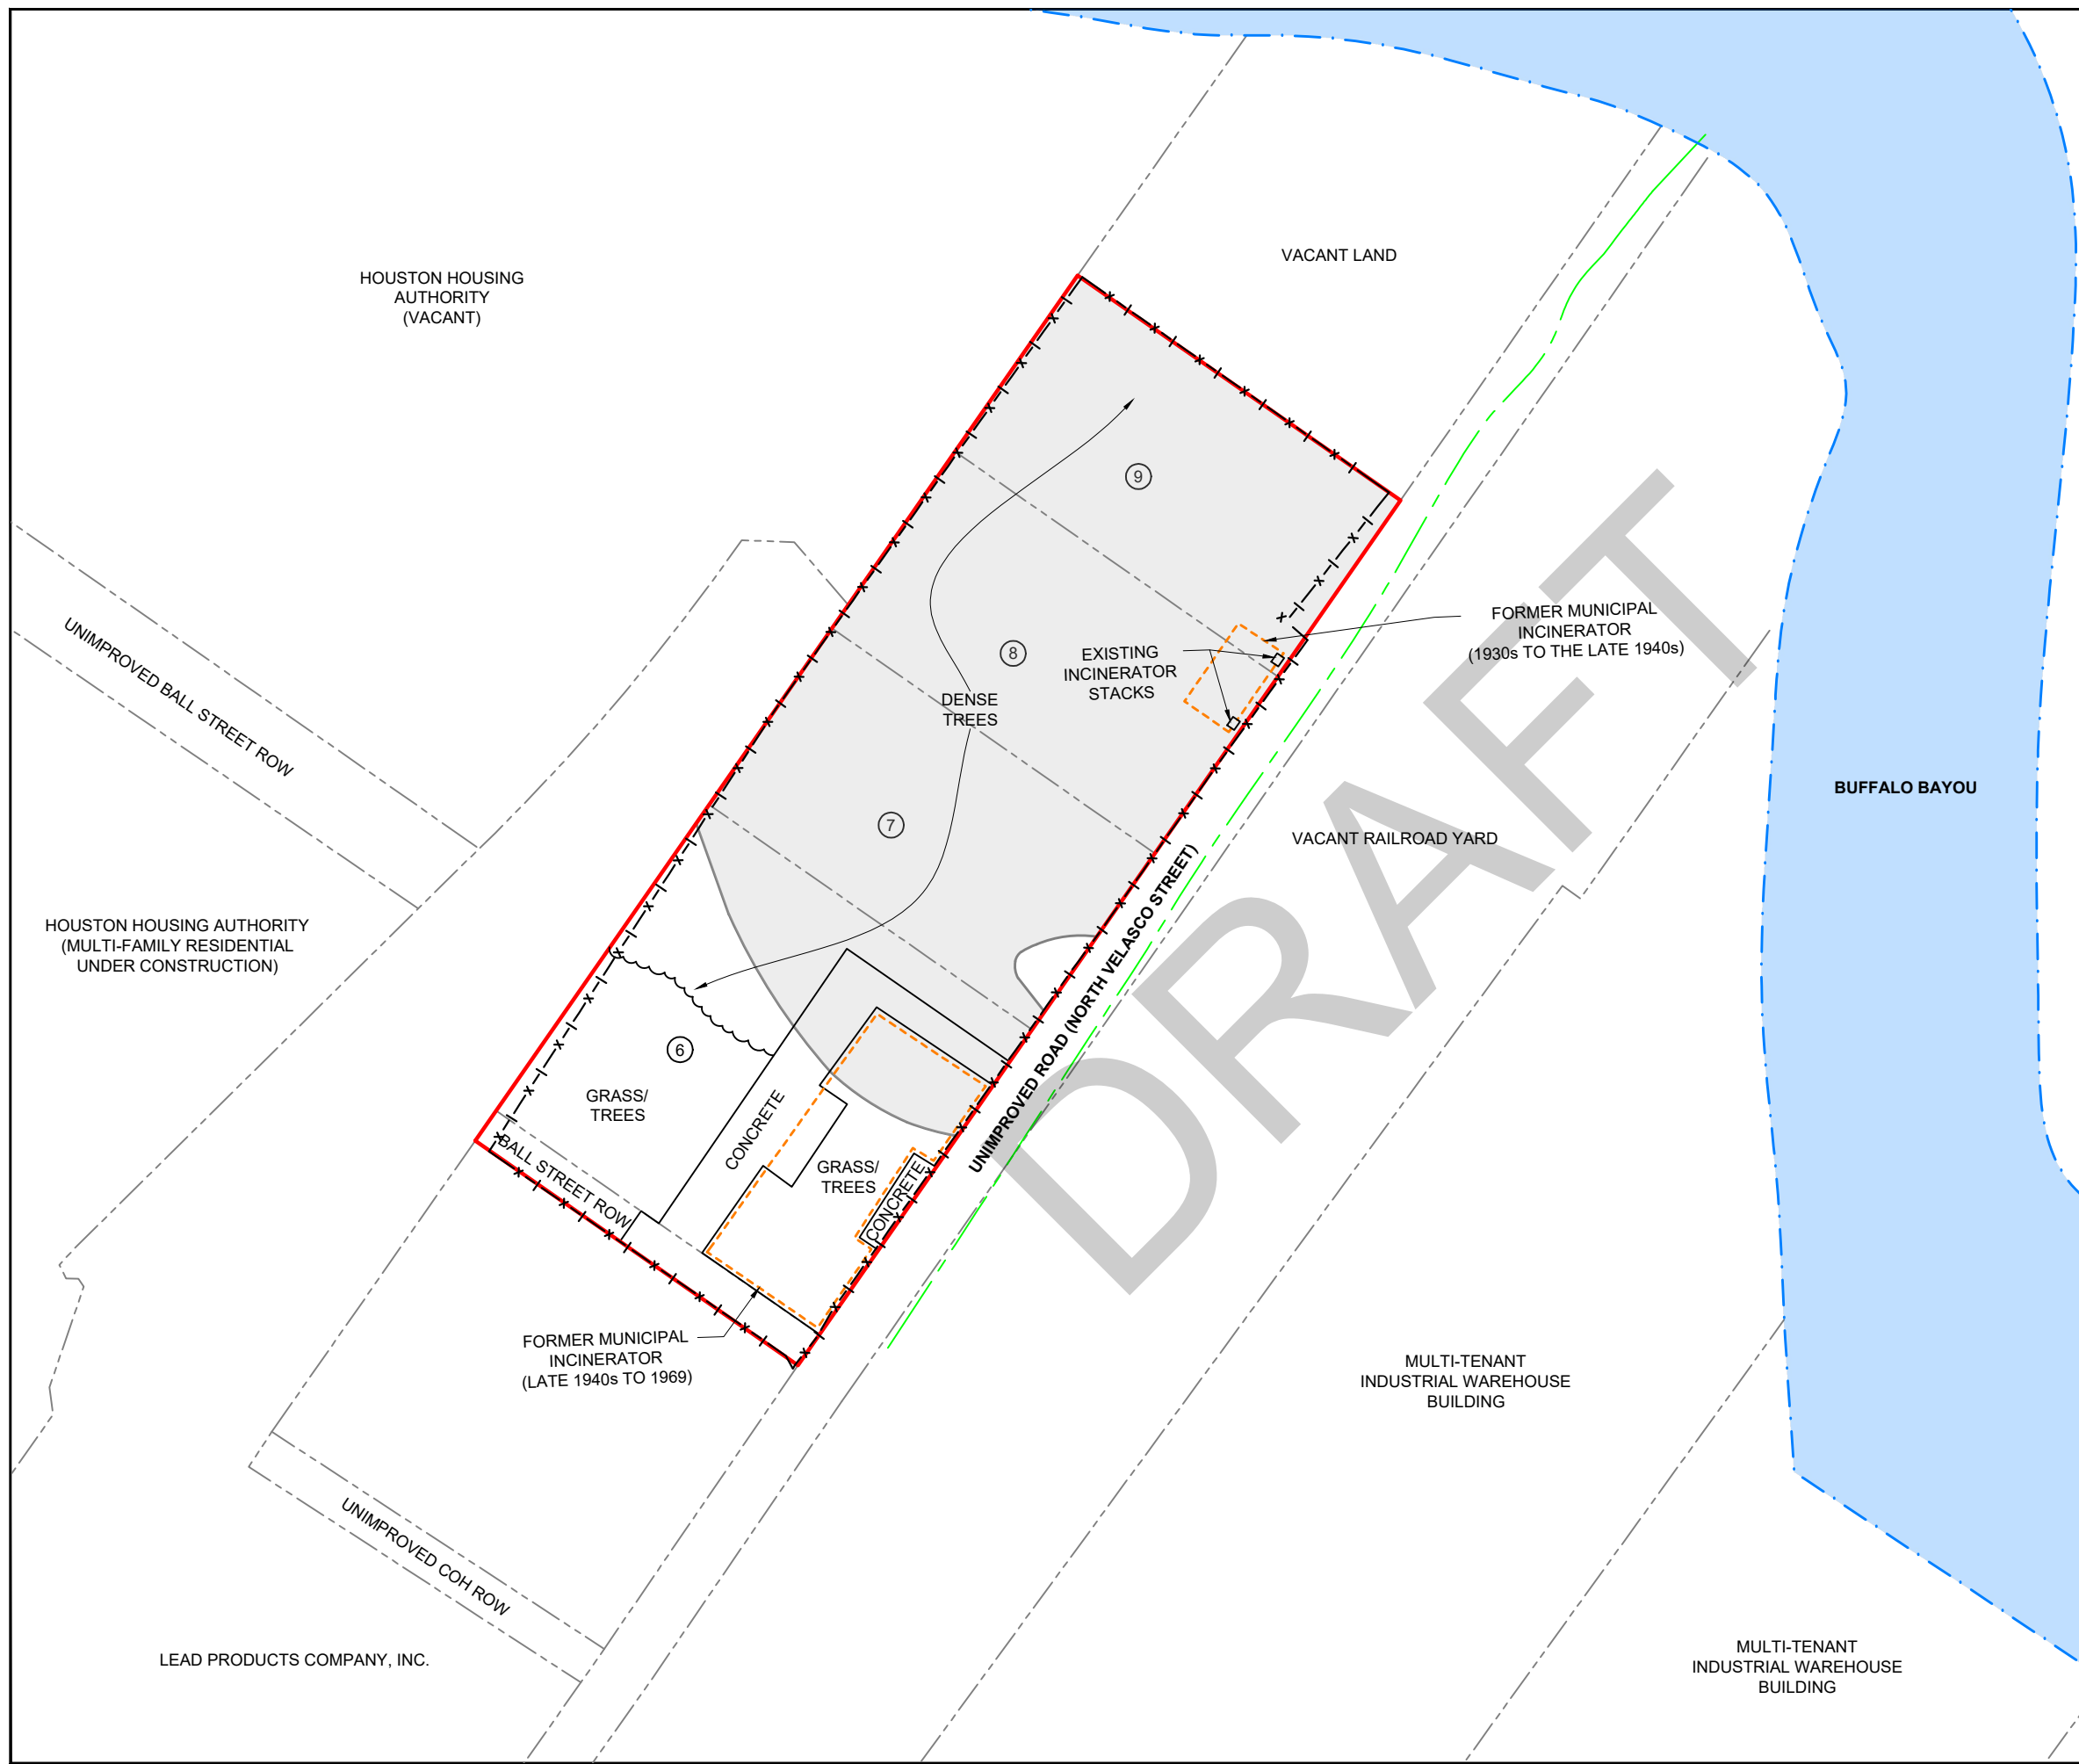 VACANT LAND
HOUSTON HOUSING
AUTHORITY
(VACANT)
9
FORMER MUNICIPAL
INCINERATOR
(1930s TO THE LATE 1940s)
UNIMPROVED BALL STREET ROW
8
EXISTING
INCINERATOR
STACKS
DENSE
TREES
BUFFALO BAYOU
7
VACANT RAILROAD YARD
DRAFT
UNIMPROVED ROAD (NORTH VELASCO STREET)
HOUSTON HOUSING AUTHORITY
(MULTI-FAMILY RESIDENTIAL
UNDER CONSTRUCTION)
6
GRASS/
TREES
CONCRETE
GRASS/
TREES
CONCRETE
BALL STREET ROW
FORMER MUNICIPAL
INCINERATOR
(LATE 1940s TO 1969)
MULTI-TENANT
INDUSTRIAL WAREHOUSE
BUILDING
UNIMPROVED COH ROW
LEAD PRODUCTS COMPANY, INC.
MULTI-TENANT
INDUSTRIAL WAREHOUSE
BUILDING